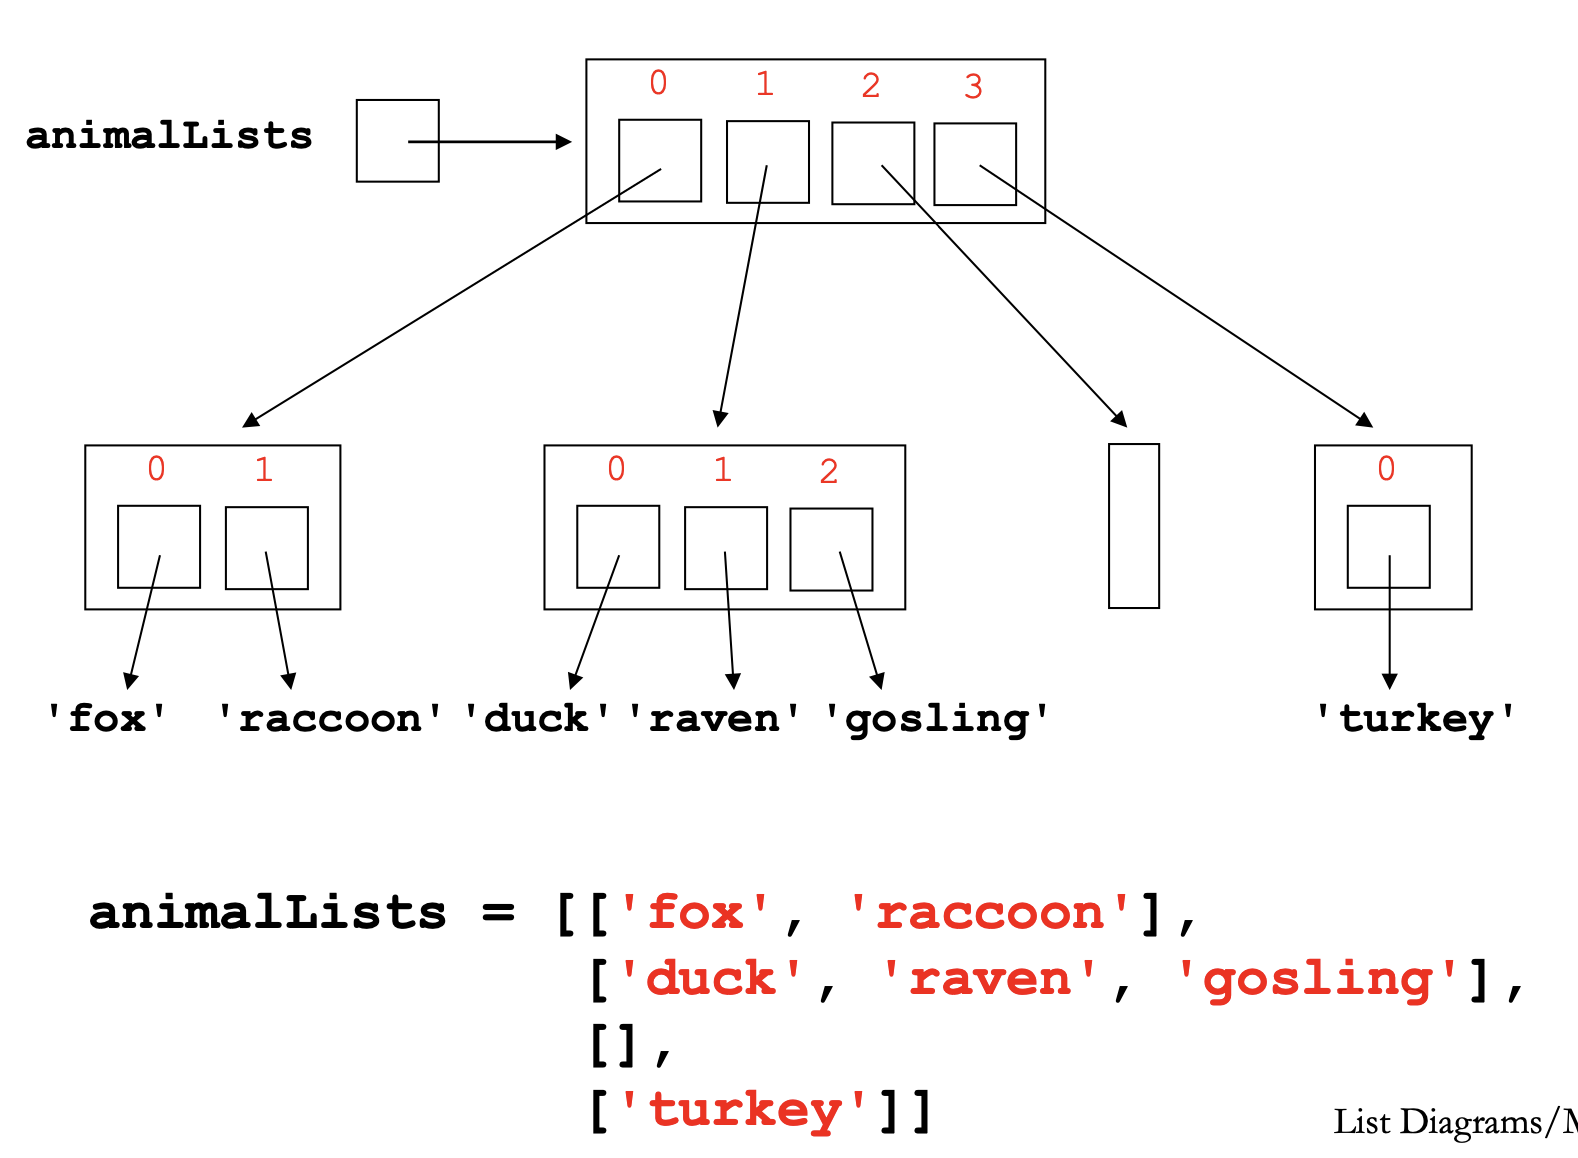 0 1 2 3
animalLists
0 1 0 1 2 0
'fox' 'raccoon' 'duck' 'raven' 'gosling' 'turkey'
animalLists = [['fox', 'raccoon'],
['duck', 'raven', 'gosling'],
[],
['turkey']]
List Diagrams/